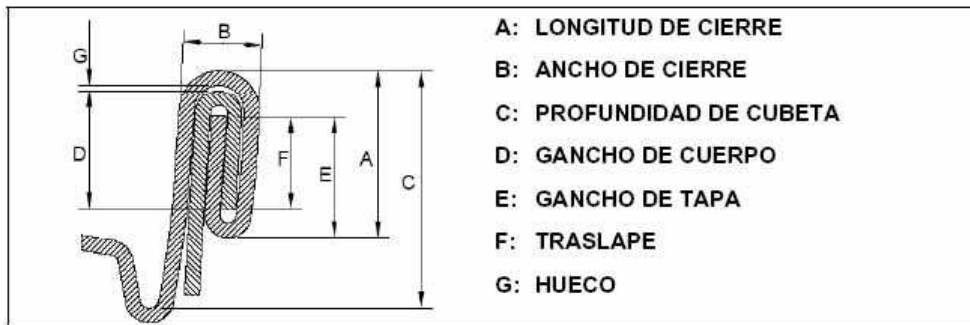 B
G
D
F
E
A
C
A: LONGITUD DE CIERRE
B: ANCHO DE CIERRE
C: PROFUNDIDAD DE CUBETA
D: GANCHO DE CUERPO
E: GANCHO DE TAPA
F: TRASLAPE
G: HUECO